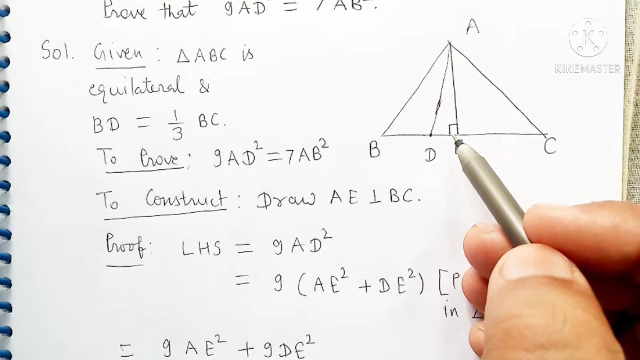 Prove that 9AD² = 7AB².
Sol. Given : △ABC is
equilateral &
BD = 1/3 BC.
To Prove: 9AD² = 7AB²
To Construct : Draw AE ⊥ BC.
Proof: LHS = 9AD²
= 9 (AE² + DE²) [
in
= 9AE² + 9DE²
A
B
D
C
KINEMASTER